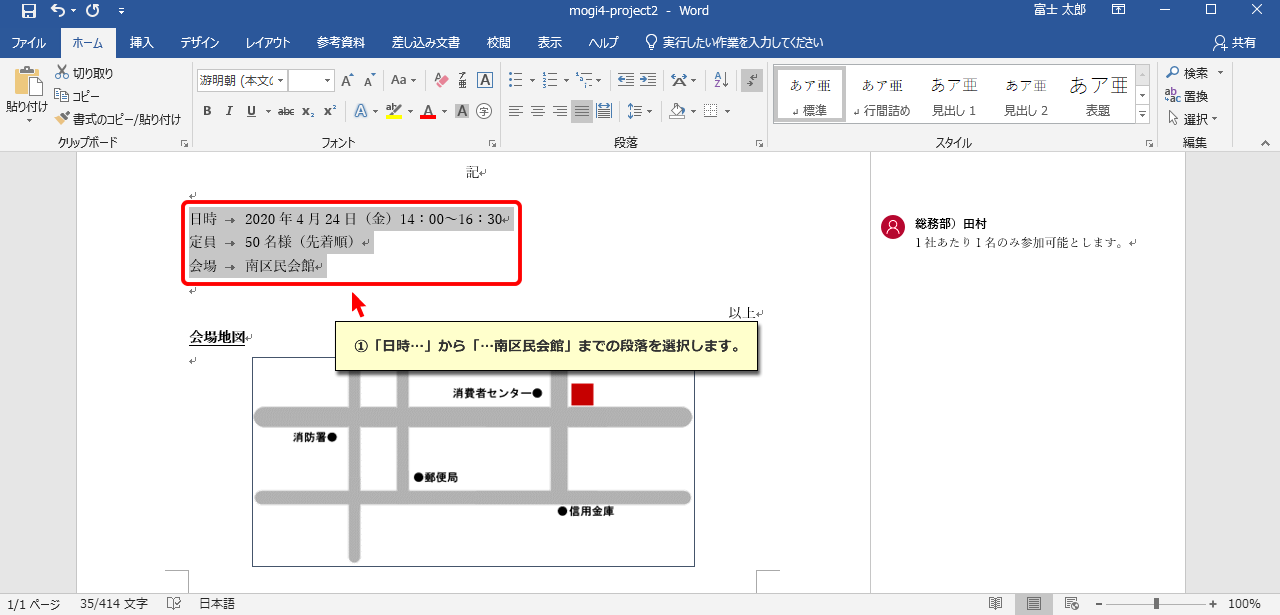 mogi4-project2 - Word
富士 太郎
ファイル ホーム 挿入 デザイン レイアウト 参考資料 差し込み文書 校閲 表示 ヘルプ 実行したい作業を入力してください 共有
貼り付け
切り取り
コピー
書式のコピー/貼り付け
クリップボード
游明朝 (本文(
Aa
B I U abc x₂ x²
フォント
段落
あア亜 あア亜 あア亜 あア亜 あア亜
標準 行間詰め 見出し 1 見出し 2 表題
スタイル
検索
置換
選択
編集
記
日時 → 2020 年 4 月 24 日（金）14：00～16：30
定員 → 50 名様（先着順）
会場 → 南区民会館
総務部）田村
1 社あたり 1 名のみ参加可能とします。
以上
会場地図
①「日時…」から「…南区民会館」までの段落を選択します。
消費者センター●
消防署●
●郵便局
●信用金庫
1/1 ページ 35/414 文字 日本語 100%